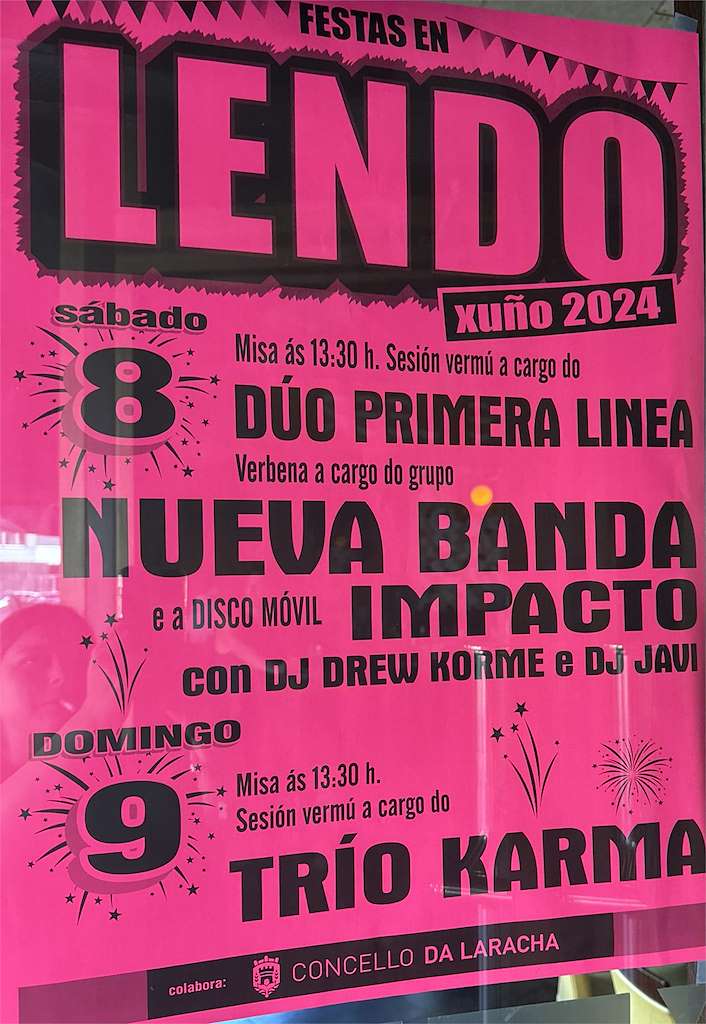 FESTAS EN
LENDO
xuño 2024
sábado
8
Misa ás 13:30 h. Sesión vermú a cargo do
DÚO PRIMERA LINEA
Verbena a cargo do grupo
NUEVA BANDA
e a DISCO MÓVIL IMPACTO
con DJ DREW KORME e DJ JAVI
DOMINGO
9
Misa ás 13:30 h.
Sesión vermú a cargo do
TRÍO KARMA
colabora: CONCELLO DA LARACHA